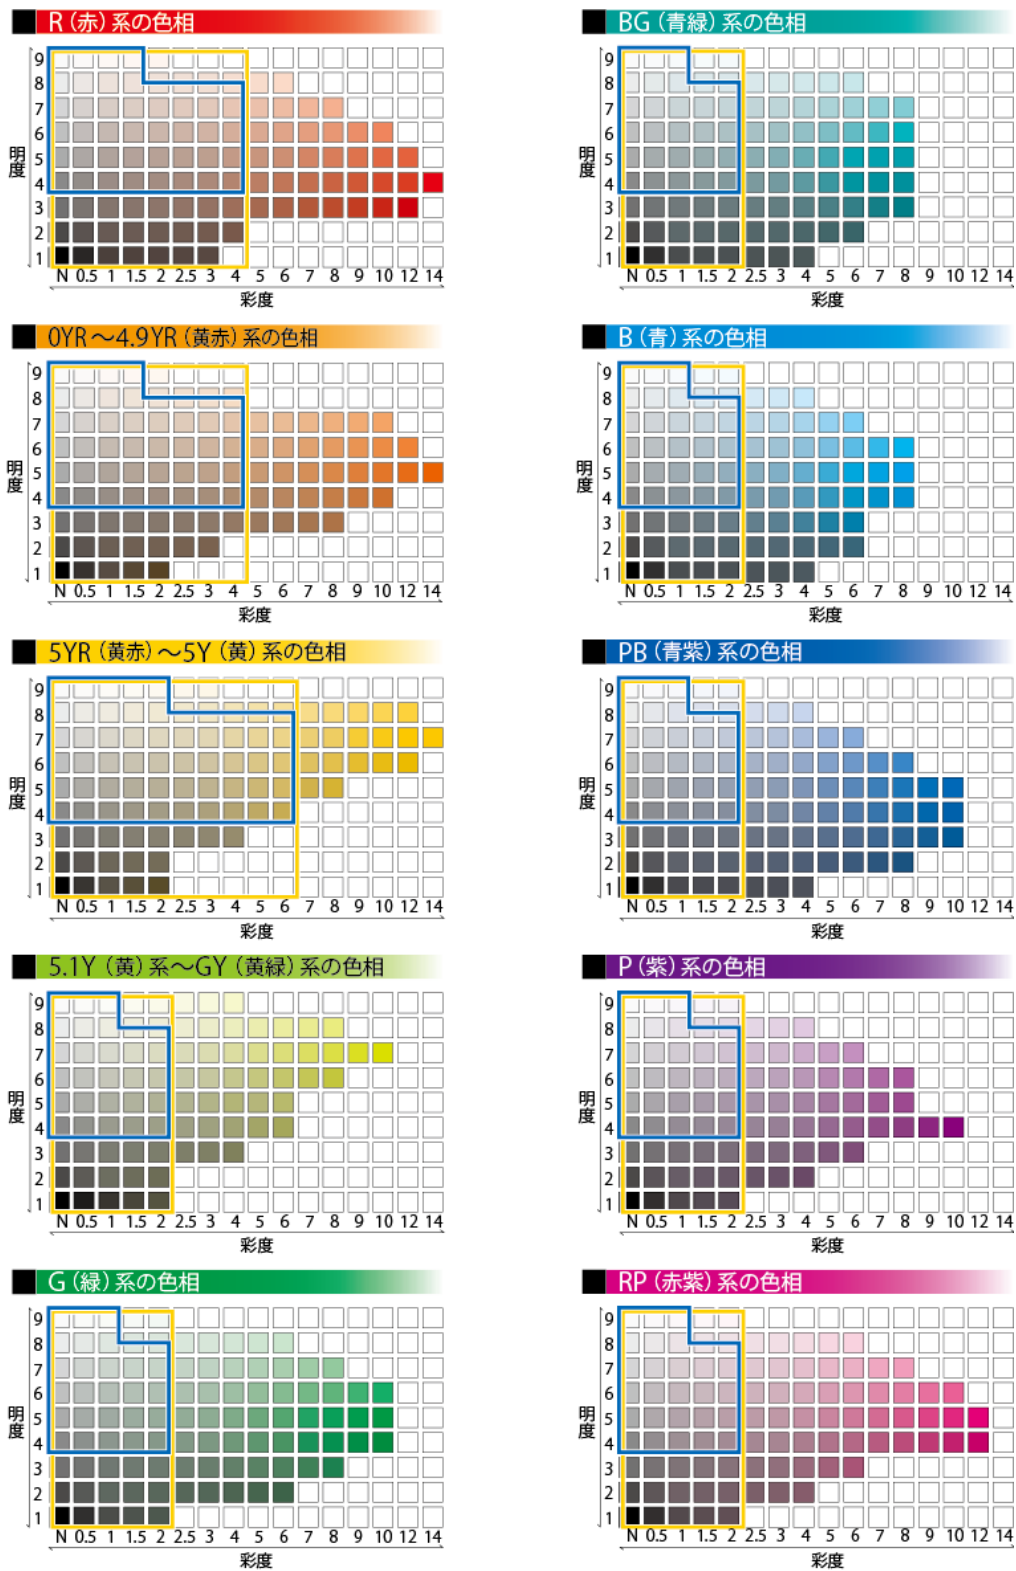 R（赤）系の色相
9
8
7
6
5
4
3
2
1
明度
N 0.5 1 1.5 2 2.5 3 4 5 6 7 8 9 10 12 14
彩度
0YR～4.9YR（黄赤）系の色相
9
8
7
6
5
4
3
2
1
明度
N 0.5 1 1.5 2 2.5 3 4 5 6 7 8 9 10 12 14
彩度
5YR（黄赤）～5Y（黄）系の色相
9
8
7
6
5
4
3
2
1
明度
N 0.5 1 1.5 2 2.5 3 4 5 6 7 8 9 10 12 14
彩度
5.1Y（黄）系～GY（黄緑）系の色相
9
8
7
6
5
4
3
2
1
明度
N 0.5 1 1.5 2 2.5 3 4 5 6 7 8 9 10 12 14
彩度
G（緑）系の色相
9
8
7
6
5
4
3
2
1
明度
N 0.5 1 1.5 2 2.5 3 4 5 6 7 8 9 10 12 14
彩度
BG（青緑）系の色相
9
8
7
6
5
4
3
2
1
明度
N 0.5 1 1.5 2 2.5 3 4 5 6 7 8 9 10 12 14
彩度
B（青）系の色相
9
8
7
6
5
4
3
2
1
明度
N 0.5 1 1.5 2 2.5 3 4 5 6 7 8 9 10 12 14
彩度
PB（青紫）系の色相
9
8
7
6
5
4
3
2
1
明度
N 0.5 1 1.5 2 2.5 3 4 5 6 7 8 9 10 12 14
彩度
P（紫）系の色相
9
8
7
6
5
4
3
2
1
明度
N 0.5 1 1.5 2 2.5 3 4 5 6 7 8 9 10 12 14
彩度
RP（赤紫）系の色相
9
8
7
6
5
4
3
2
1
明度
N 0.5 1 1.5 2 2.5 3 4 5 6 7 8 9 10 12 14
彩度